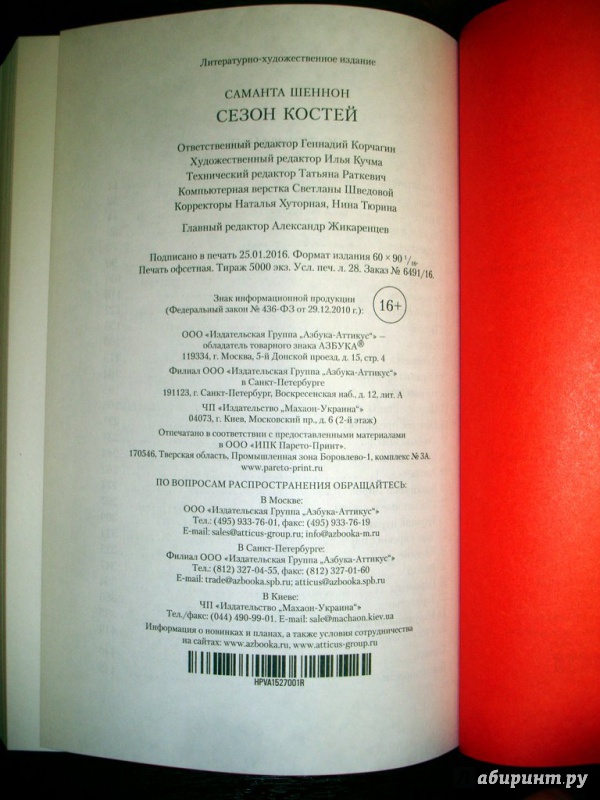 Литературно-художественное издание
САМАНТА ШЕННОН
СЕЗОН КОСТЕЙ
Ответственный редактор Геннадий Корчагин
Художественный редактор Илья Кучма
Технический редактор Татьяна Раткевич
Компьютерная верстка Светланы Шведовой
Корректоры Наталья Хуторная, Нина Тюрина
Главный редактор Александр Жикаренцев
Подписано в печать 25.01.2016. Формат издания 60 × 90 1/16.
Печать офсетная. Тираж 5000 экз. Усл. печ. л. 28. Заказ № 6491/16.
Знак информационной продукции
(Федеральный закон № 436-ФЗ от 29.12.2010 г.):
16+
ООО «Издательская Группа „Азбука-Аттикус“» –
обладатель товарного знака АЗБУКА®
119334, г. Москва, 5-й Донской проезд, д. 15, стр. 4
Филиал ООО «Издательская Группа „Азбука-Аттикус“»
в Санкт-Петербурге
191123, г. Санкт-Петербург, Воскресенская наб., д. 12, лит. А
ЧП «Издательство „Махаон-Украина“»
04073, г. Киев, Московский пр., д. 6 (2-й этаж)
Отпечатано в соответствии с предоставленными материалами
в ООО «ИПК Парето-Принт».
170546, Тверская область, Промышленная зона Боровлево-1, комплекс № 3А.
www.pareto-print.ru
ПО ВОПРОСАМ РАСПРОСТРАНЕНИЯ ОБРАЩАЙТЕСЬ:
В Москве:
ООО «Издательская Группа „Азбука-Аттикус“»
Тел.: (495) 933-76-01, факс: (495) 933-76-19
E-mail: sales@atticus-group.ru; info@azbooka-m.ru
В Санкт-Петербурге:
Филиал ООО «Издательская Группа „Азбука-Аттикус“»
Тел.: (812) 327-04-55, факс: (812) 327-01-60
E-mail: trade@azbooka.spb.ru; atticus@azbooka.spb.ru
В Киеве:
ЧП «Издательство „Махаон-Украина“»
Тел./факс: (044) 490-99-01. E-mail: sale@machaon.kiev.ua
Информация о новинках и планах, а также условия сотрудничества
на сайтах: www.azbooka.ru, www.atticus-group.ru
HPVA1527001R
Лабиринт.ру